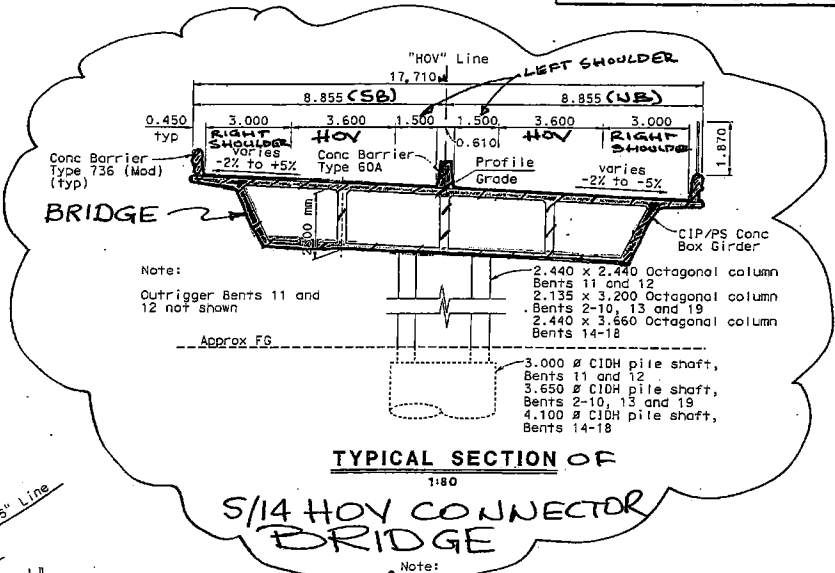 "HOV" Line
17.710
LEFT SHOULDER
8.855 (SB) 8.855 (NB)
0.450 3.000 3.600 1.500 1.500 3.600 3.000
typ RIGHT SHOULDER HOV 0.610 HOV RIGHT SHOULDER
1.870
Conc Barrier
Type 736 (Mod)
(typ)
varies
-2% to +5%
Conc Barrier
Type 60A
Profile
Grade
varies
-2% to -5%
BRIDGE
mm
CIP/PS Conc
Box Girder
Note:
Outrigger Bents 11 and
12 not shown
2.440 x 2.440 Octagonal column
Bents 11 and 12
2.135 x 3.200 Octagonal column
Bents 2-10, 13 and 19
2.440 x 3.660 Octagonal column
Bents 14-18
Approx FG
3.000 ø CIDH pile shaft,
Bents 11 and 12
3.650 ø CIDH pile shaft,
Bents 2-10, 13 and 19
4.100 ø CIDH pile shaft,
Bents 14-18
TYPICAL SECTION OF
1:80
5/14 HOV CONNECTOR
BRIDGE
5" Line
Note: